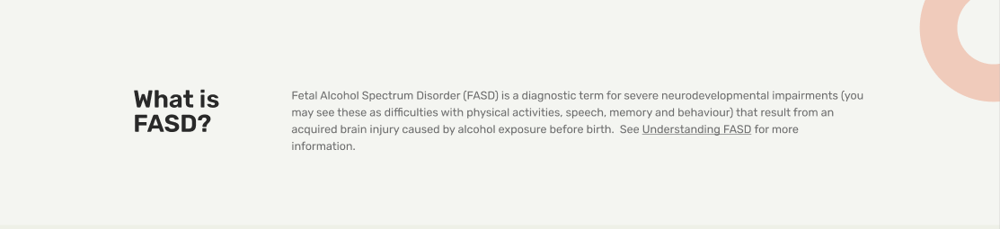 What is
FASD?
Fetal Alcohol Spectrum Disorder (FASD) is a diagnostic term for severe neurodevelopmental impairments (you
may see these as difficulties with physical activities, speech, memory and behaviour) that result from an
acquired brain injury caused by alcohol exposure before birth.  See Understanding FASD for more
information.